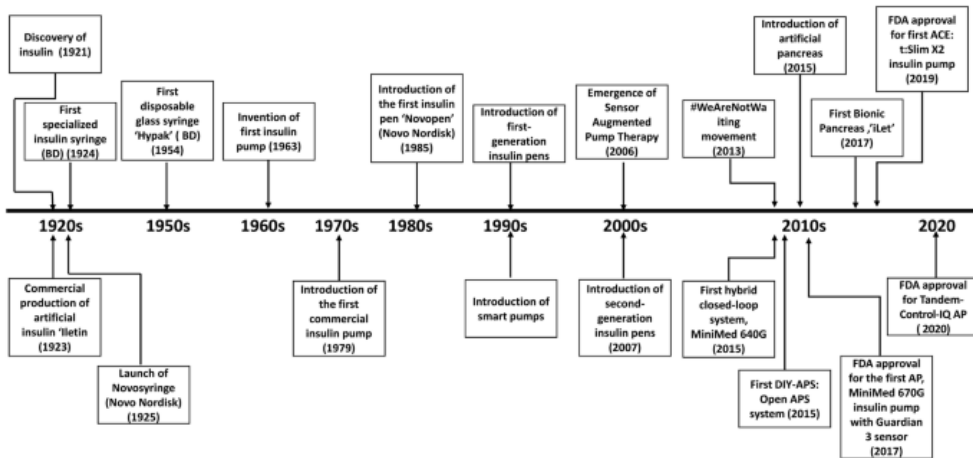 Discovery of
insulin (1921)
First
specialized
insulin syringe
(BD) (1924)
First
disposable
glass syringe
‘Hypak’ ( BD)
(1954)
Invention of
first insulin
pump (1963)
Introduction of
the first insulin
pen ‘Novopen’
(Novo Nordisk)
(1985)
Introduction of
first-
generation
insulin pens
Emergence of
Sensor
Augmented
Pump Therapy
(2006)
#WeAreNotWa
iting
movement
(2013)
Introduction of
artificial
pancreas
(2015)
First Bionic
Pancreas ,‘iLet’
(2017)
FDA approval
for first ACE:
t:Slim X2
insulin pump
(2019)
1920s
1950s
1960s
1970s
1980s
1990s
2000s
2010s
2020
Commercial
production of
artificial
insulin ‘Iletin
(1923)
Launch of
Novosyringe
(Novo Nordisk)
(1925)
Introduction of
the first
commercial
insulin pump
(1979)
Introduction of
smart pumps
Introduction of
second-
generation
insulin pens
(2007)
First hybrid
closed-loop
system,
MiniMed 640G
(2015)
First DIY-APS:
Open APS
system (2015)
FDA approval
for the first AP,
MiniMed 670G
insulin pump
with Guardian
3 sensor
(2017)
FDA approval
for Tandem-
Control-IQ AP
( 2020)